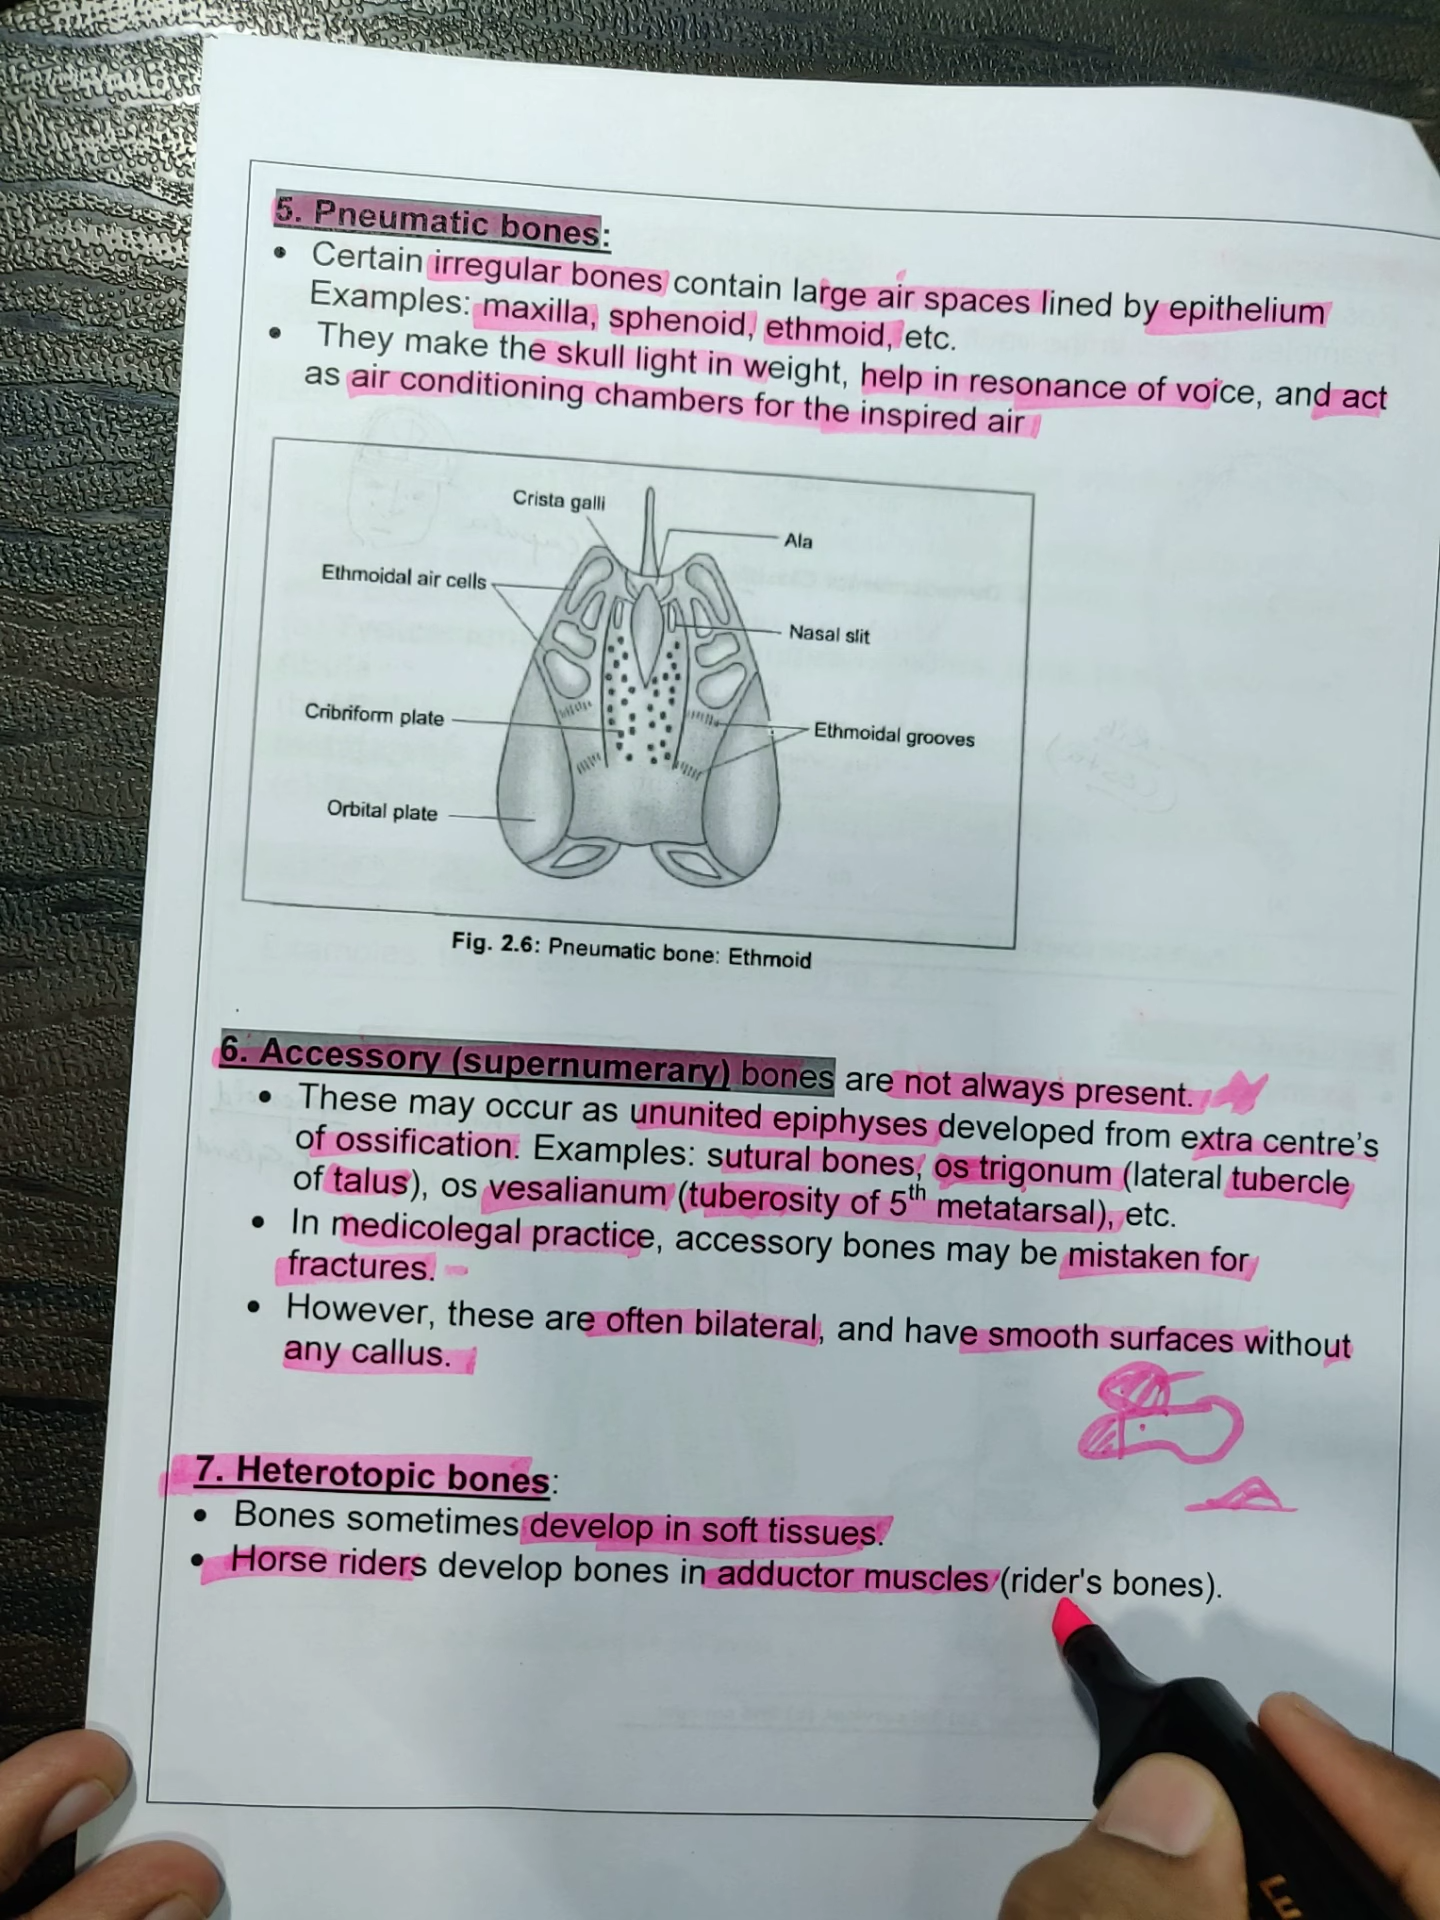 5. Pneumatic bones:
• Certain irregular bones contain large air spaces lined by epithelium
Examples: maxilla, sphenoid, ethmoid, etc.
• They make the skull light in weight, help in resonance of voice, and act
as air conditioning chambers for the inspired air
Crista galli
Ala
Ethmoidal air cells
Nasal slit
Cribriform plate
Ethmoidal grooves
Orbital plate
Fig. 2.6: Pneumatic bone: Ethmoid
6. Accessory (supernumerary) bones are not always present.
• These may occur as ununited epiphyses developed from extra centre's
of ossification. Examples: sutural bones, os trigonum (lateral tubercle
of talus), os vesalianum (tuberosity of 5th metatarsal), etc.
• In medicolegal practice, accessory bones may be mistaken for
fractures.
• However, these are often bilateral, and have smooth surfaces without
any callus.
7. Heterotopic bones:
• Bones sometimes develop in soft tissues.
• Horse riders develop bones in adductor muscles (rider's bones).
Lu